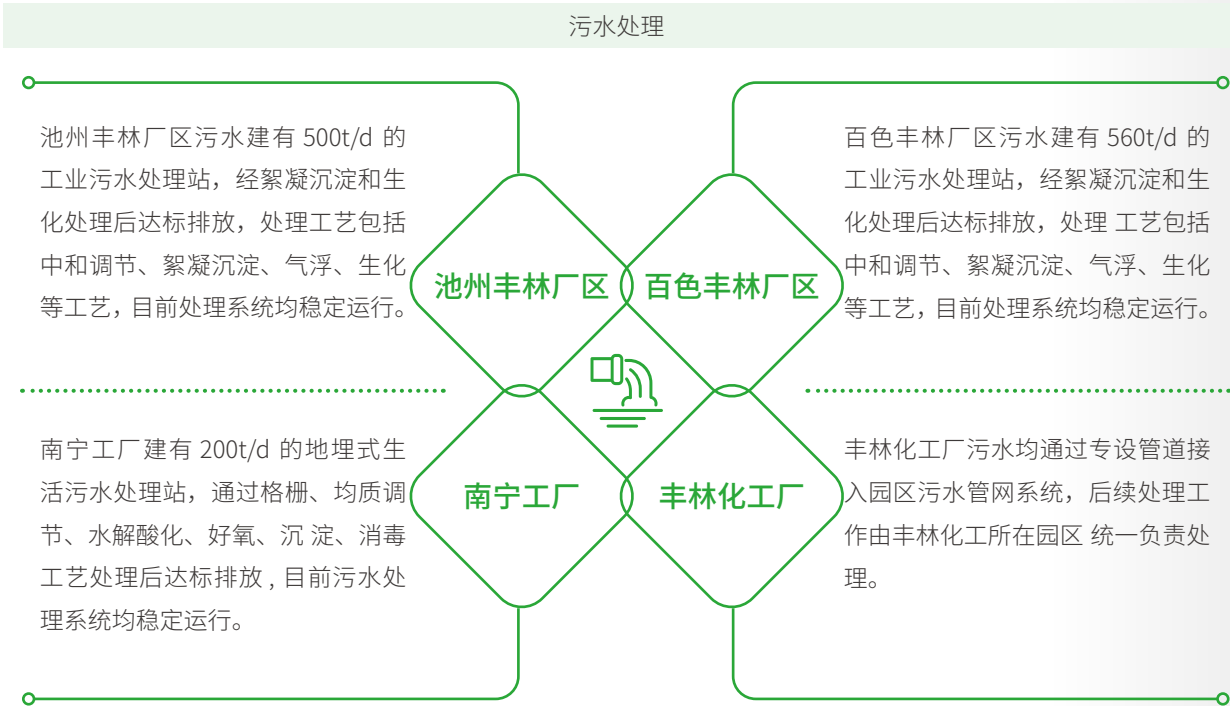 污水处理
池州丰林厂区污水建有 500t/d 的
工业污水处理站，经絮凝沉淀和生
化处理后达标排放，处理工艺包括
中和调节、絮凝沉淀、气浮、生化
等工艺，目前处理系统均稳定运行。
池州丰林厂区
百色丰林厂区
百色丰林厂区污水建有 560t/d 的
工业污水处理站，经絮凝沉淀和生
化处理后达标排放，处理 工艺包括
中和调节、絮凝沉淀、气浮、生化
等工艺，目前处理系统均稳定运行。
南宁工厂建有 200t/d 的地埋式生
活污水处理站，通过格栅、均质调
节、水解酸化、好氧、沉 淀、消毒
工艺处理后达标排放 , 目前污水处
理系统均稳定运行。
南宁工厂
丰林化工厂
丰林化工厂污水均通过专设管道接
入园区污水管网系统，后续处理工
作由丰林化工所在园区 统一负责处
理。